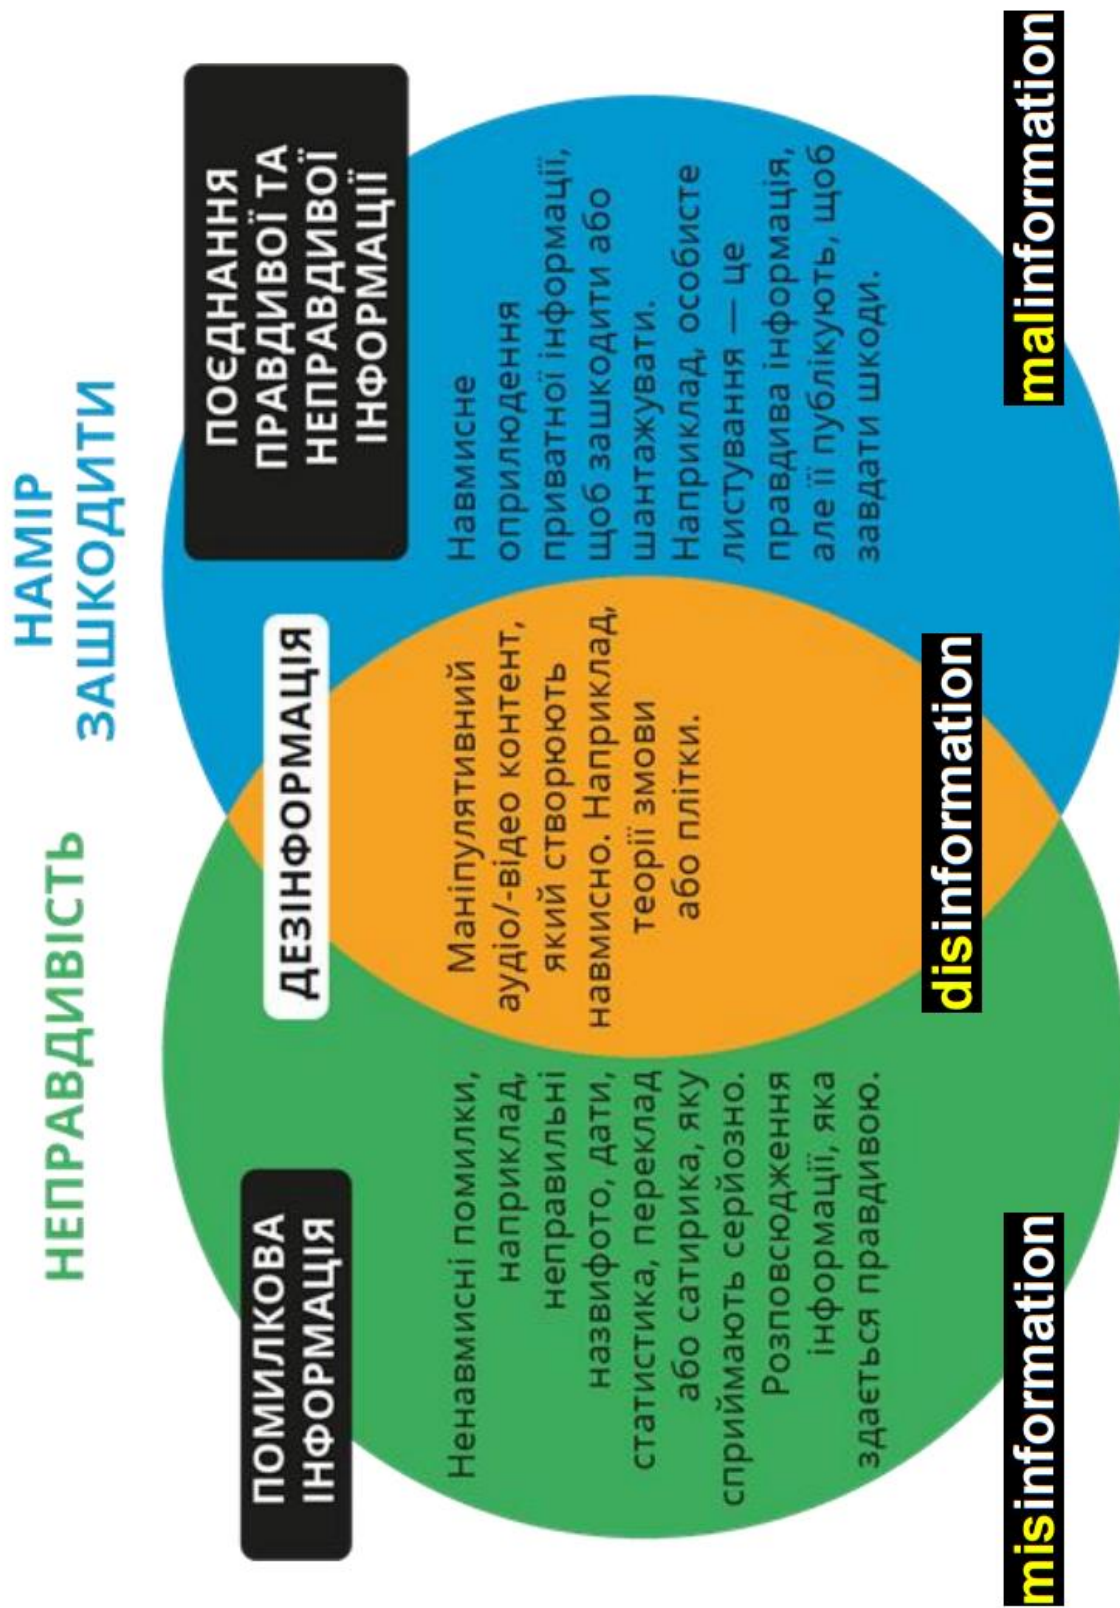 НЕПРАВДИВІСТЬ
НАМІР
ЗАШКОДИТИ
ПОМИЛКОВА
ІНФОРМАЦІЯ
Ненавмисні помилки,
наприклад,
неправильні
назвифото, дати,
статистика, переклад
або сатирика, яку
сприймають серйозно.
Розповсюдження
інформації, яка
здається правдивою.
misinformation
ДЕЗІНФОРМАЦІЯ
Маніпулятивний
аудіо/-відео контент,
який створюють
навмисно. Наприклад,
теорії змови
або плітки.
disinformation
ПОЄДНАННЯ
ПРАВДИВОЇ ТА
НЕПРАВДИВОЇ
ІНФОРМАЦІЇ
Навмисне
оприлюдення
приватної інформації,
щоб зашкодити або
шантажувати.
Наприклад, особисте
листування — це
правдива інформація,
але її публікують, щоб
завдати шкоди.
malinformation